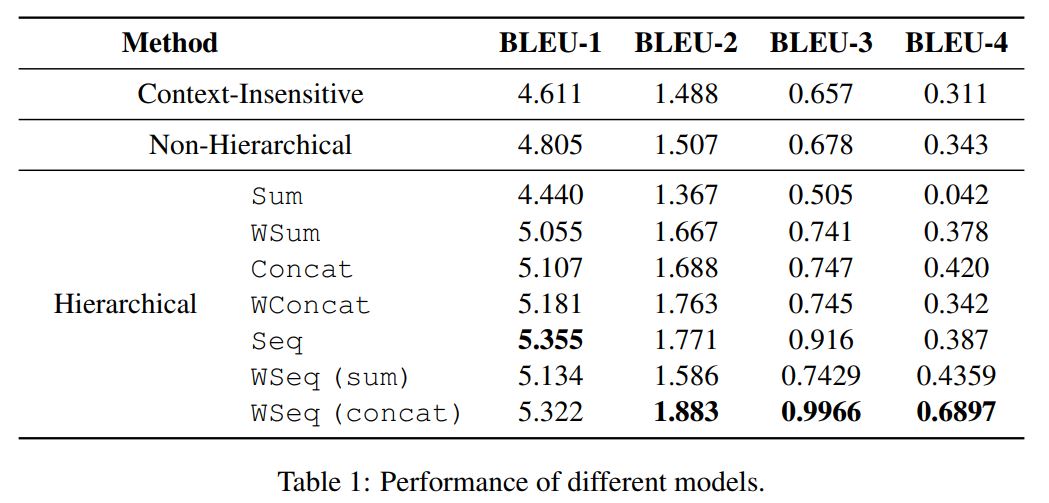 Method BLEU-1 BLEU-2 BLEU-3 BLEU-4
Context-Insensitive 4.611 1.488 0.657 0.311
Non-Hierarchical 4.805 1.507 0.678 0.343
Sum 4.440 1.367 0.505 0.042
WSum 5.055 1.667 0.741 0.378
Concat 5.107 1.688 0.747 0.420
Hierarchical WConcat 5.181 1.763 0.745 0.342
Seq 5.355 1.771 0.916 0.387
WSeq (sum) 5.134 1.586 0.7429 0.4359
WSeq (concat) 5.322 1.883 0.9966 0.6897
Table 1: Performance of different models.